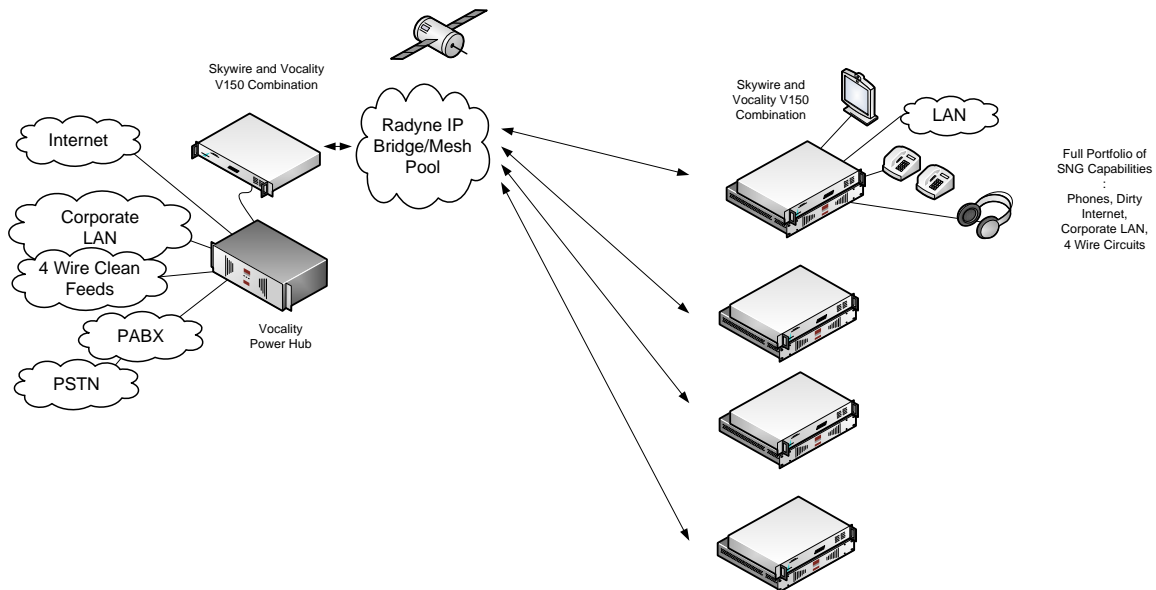 Skywire and Vocality
V150 Combination
Internet
Corporate
LAN
4 Wire Clean
Feeds
PABX
PSTN
Vocality
Power Hub
Radyne IP
Bridge/Mesh
Pool
Skywire and
Vocality V150
Combination
LAN
Full Portfolio of
SNG Capabilities
:
Phones, Dirty
Internet,
Corporate LAN,
4 Wire Circuits